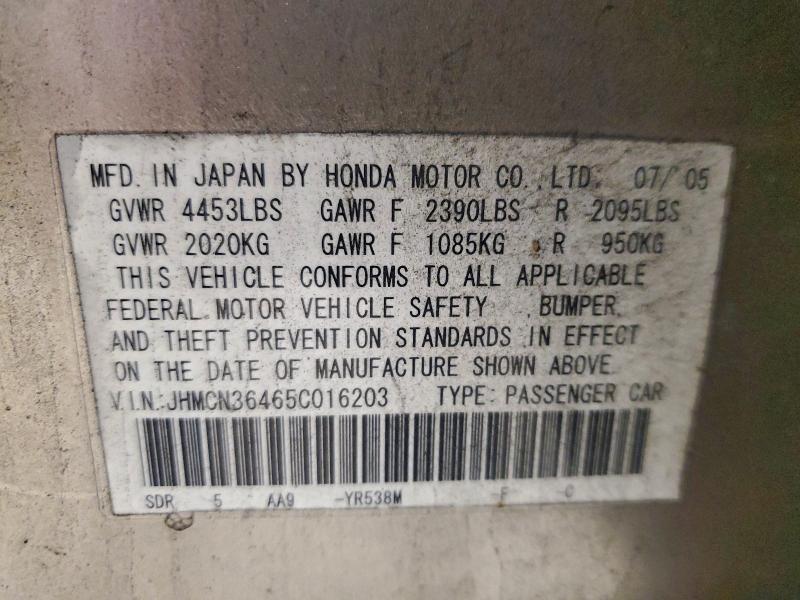 MFD. IN JAPAN BY HONDA MOTOR CO., LTD. 07/05
GVWR 4453LBS GAWR F 2390LBS R 2095LBS
GVWR 2020KG GAWR F 1085KG R 950KG
THIS VEHICLE CONFORMS TO ALL APPLICABLE
FEDERAL MOTOR VEHICLE SAFETY, BUMPER,
AND THEFT PREVENTION STANDARDS IN EFFECT
ON THE DATE OF MANUFACTURE SHOWN ABOVE.
V.I.N.: JHMCN36465C016203 TYPE: PASSENGER CAR
SDR 5 AA9 -YR538M -F -C